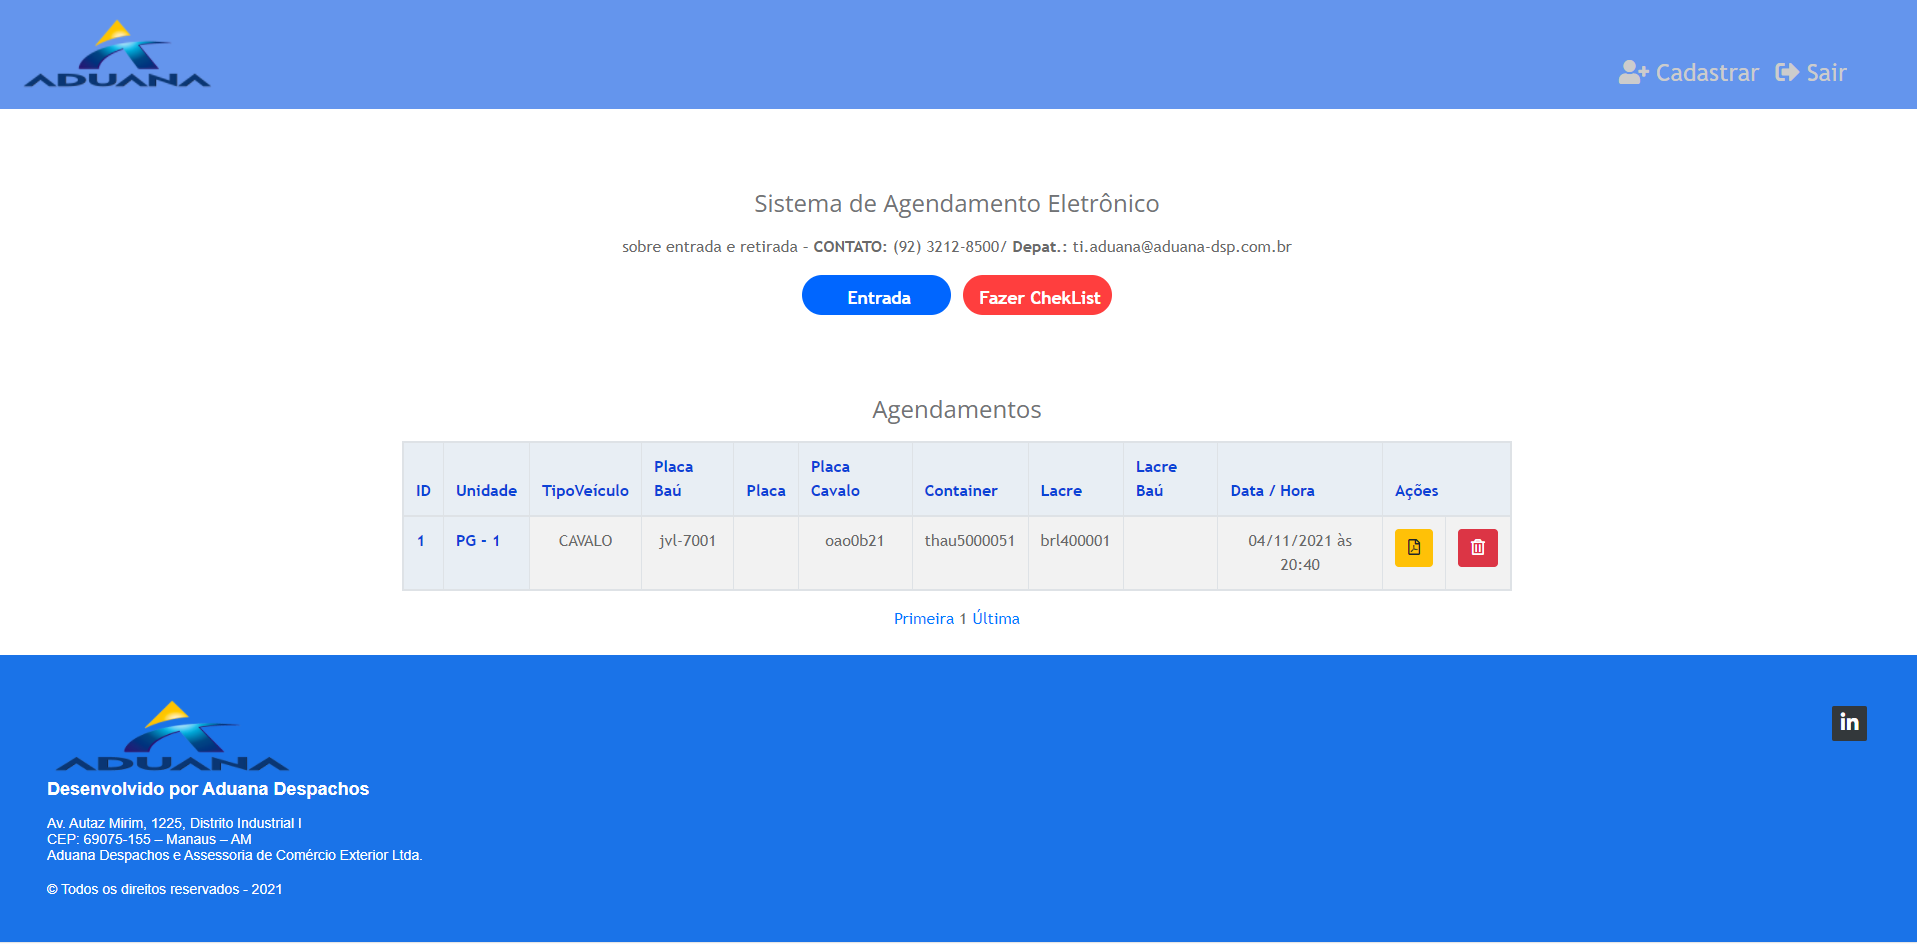 ADUANA
Cadastrar Sair
Sistema de Agendamento Eletrônico
sobre entrada e retirada - CONTATO: (92) 3212-8500/ Depat.: ti.aduana@aduana-dsp.com.br
Entrada Fazer ChekList
Agendamentos
ID Unidade TipoVeículo Placa Baú Placa Placa Cavalo Container Lacre Lacre Baú Data / Hora Ações
1 PG - 1 CAVALO jvl-7001 oao0b21 thau5000051 brl400001 04/11/2021 às 20:40
Primeira 1 Última
ADUANA
in
Desenvolvido por Aduana Despachos
Av. Autaz Mirim, 1225, Distrito Industrial I
CEP: 69075-155 – Manaus – AM
Aduana Despachos e Assessoria de Comércio Exterior Ltda.
© Todos os direitos reservados - 2021